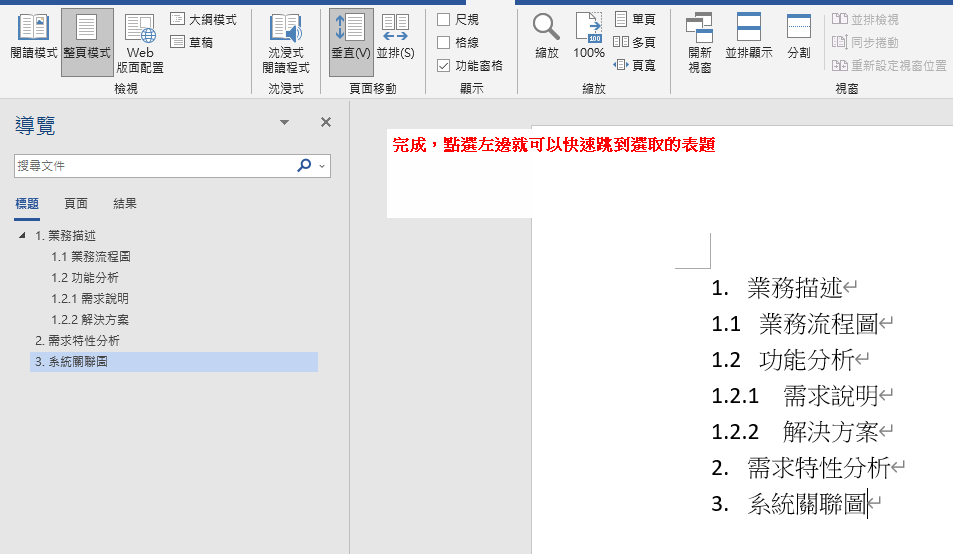 閱讀模式
整頁模式
Web
版面配置
大綱模式
草稿
檢視
沈浸式
閱讀程式
沈浸式
垂直(V)
並排(S)
頁面移動
尺規
格線
功能窗格
顯示
縮放
100
100%
單頁
多頁
頁寬
縮放
開新
視窗
並排顯示
分割
並排檢視
同步捲動
重新設定視窗位置
視窗
導覽
搜尋文件
標題
頁面
結果
1. 業務描述
1.1 業務流程圖
1.2 功能分析
1.2.1 需求說明
1.2.2 解決方案
2. 需求特性分析
3. 系統關聯圖
完成，點選左邊就可以快速跳到選取的表題
1. 業務描述
1.1 業務流程圖
1.2 功能分析
1.2.1 需求說明
1.2.2 解決方案
2. 需求特性分析
3. 系統關聯圖